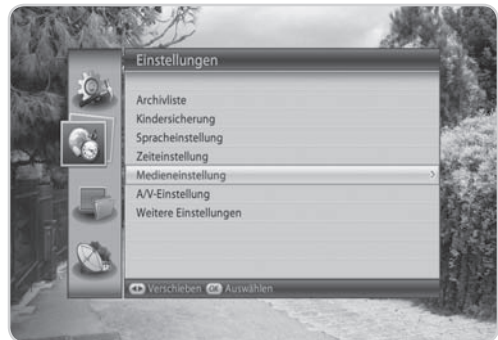 Einstellungen
Archivliste
Kindersicherung
Spracheinstellung
Zeiteinstellung
Medieneinstellung
A/V-Einstellung
Weitere Einstellungen
Verschieben OK Auswählen